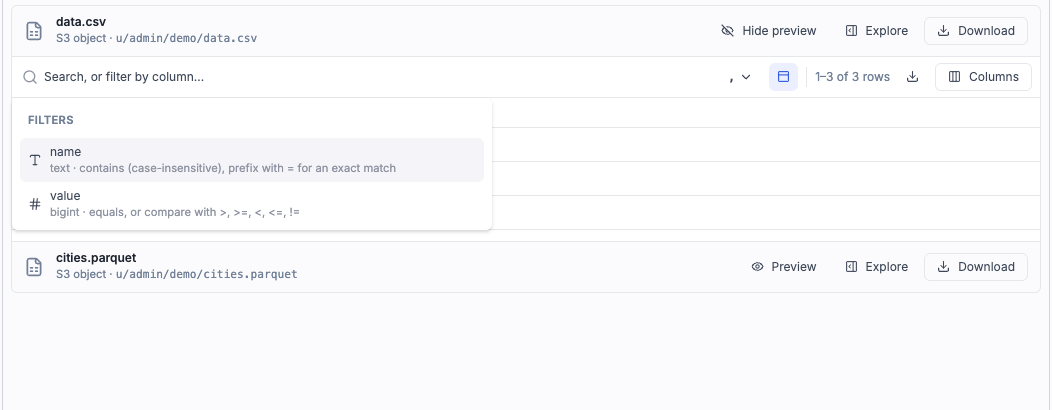 data.csv
S3 object · u/admin/demo/data.csv
Hide preview
Explore
Download
Search, or filter by column...
,
1–3 of 3 rows
Columns
FILTERS
name
text · contains (case-insensitive), prefix with = for an exact match
value
bigint · equals, or compare with >, >=, <, <=, !=
cities.parquet
S3 object · u/admin/demo/cities.parquet
Preview
Explore
Download